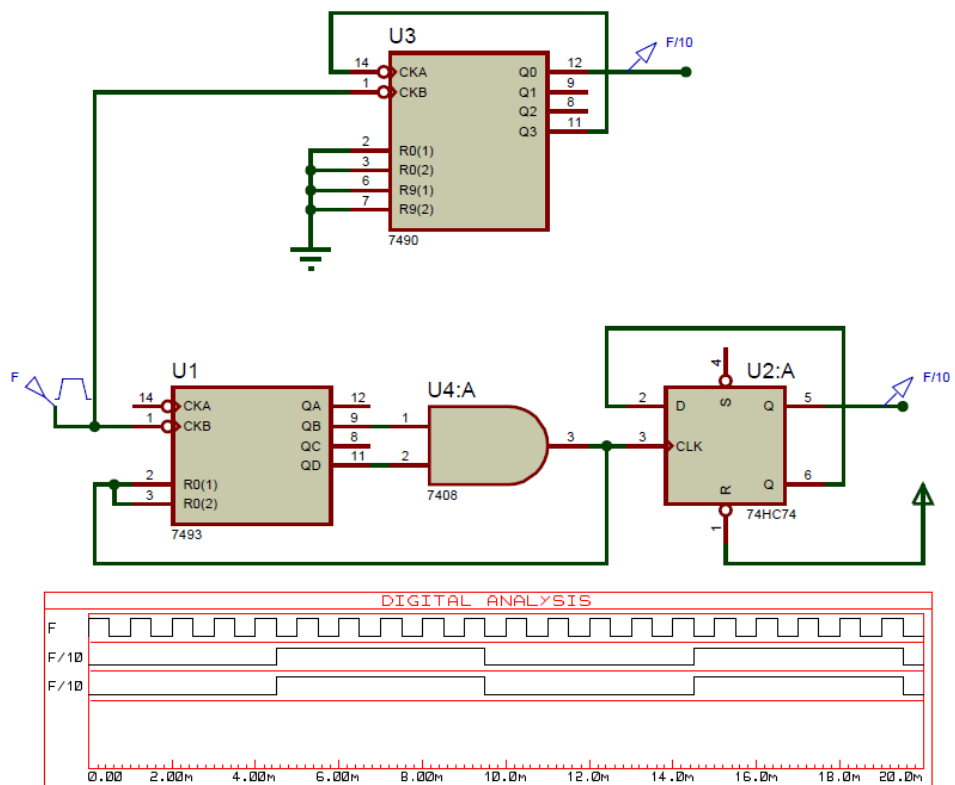 U3
F/10
14 CKA Q0 12
1 CKB Q1 9
Q2 8
Q3 11
2 R0(1)
3 R0(2)
6 R9(1)
7 R9(2)
7490
F
U1
14 CKA QA 12
1 CKB QB 9
QC 8
QD 11
2 R0(1)
3 R0(2)
7493
U4:A
1
2
3
7408
U2:A
4
S
2 D Q 5
3 CLK
Q 6
R
1
74HC74
F/10
DIGITAL ANALYSIS
F
F/10
F/10
0.00 2.00m 4.00m 6.00m 8.00m 10.0m 12.0m 14.0m 16.0m 18.0m 20.0m